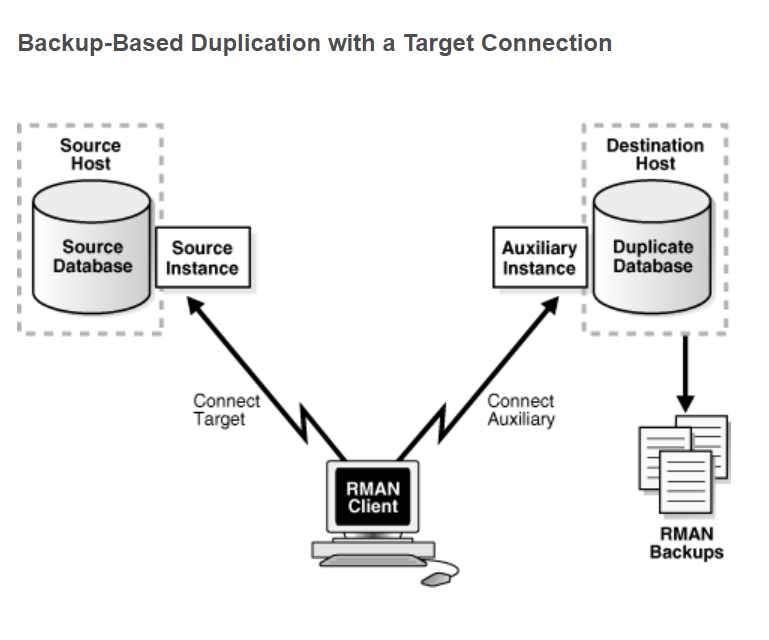 Backup-Based Duplication with a Target Connection
Source
Host
Source
Database
Source
Instance
Destination
Host
Auxiliary
Instance
Duplicate
Database
Connect
Target
Connect
Auxiliary
RMAN
Client
RMAN
Backups